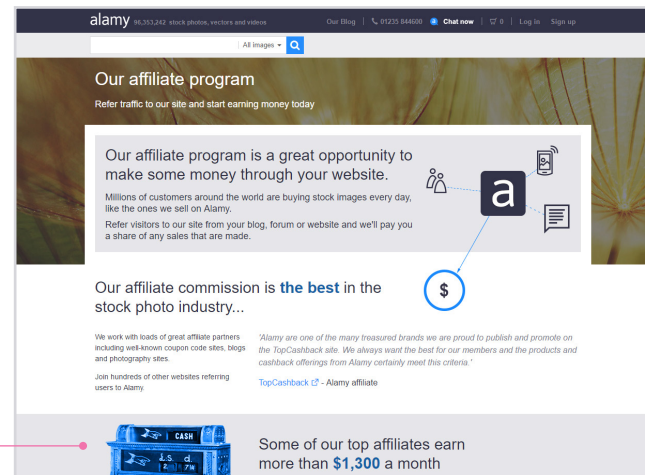 alamy 96,353,242 stock photos, vectors and videos Our Blog 01235 844600 a Chat now 0 Log in Sign up
All images
Our affiliate program
Refer traffic to our site and start earning money today
Our affiliate program is a great opportunity to
make some money through your website.
Millions of customers around the world are buying stock images every day,
like the ones we sell on Alamy.
Refer visitors to our site from your blog, forum or website and we'll pay you
a share of any sales that are made.
a
$
Our affiliate commission is the best in the
stock photo industry...
We work with loads of great affiliate partners
including well-known coupon code sites, blogs
and photography sites.
Join hundreds of other websites referring
users to Alamy.
'Alamy are one of the many treasured brands we are proud to publish and promote on
the TopCashback site. We always want the best for our members and the products and
cashback offerings from Alamy certainly meet this criteria.'
TopCashback - Alamy affiliate
CASH
£.s. d.
Some of our top affiliates earn
more than $1,300 a month